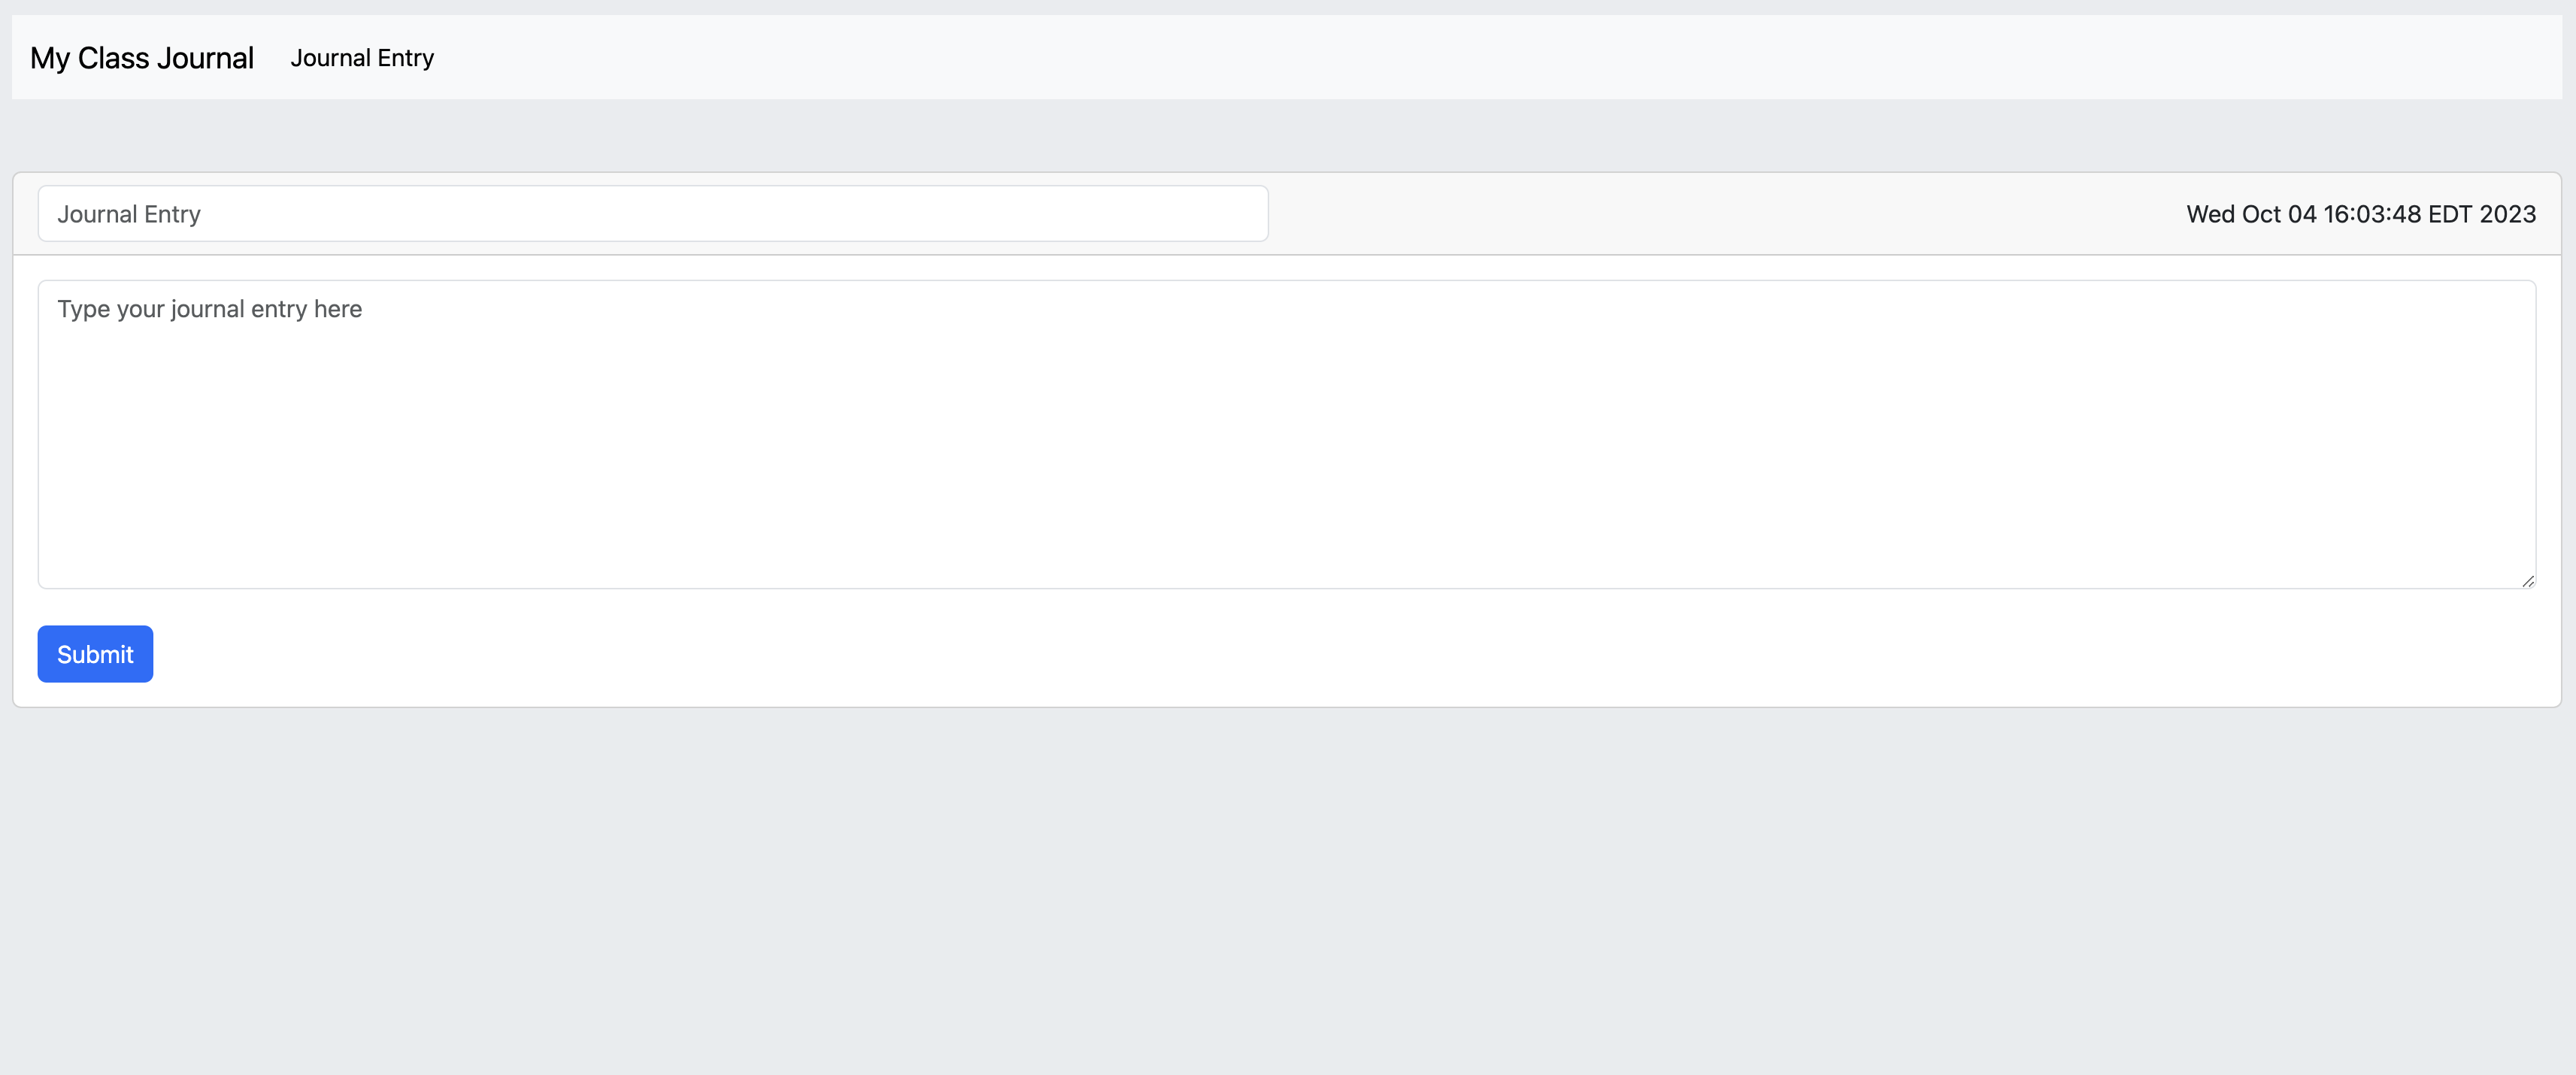 My Class Journal Journal Entry
Journal Entry Wed Oct 04 16:03:48 EDT 2023
Type your journal entry here
Submit